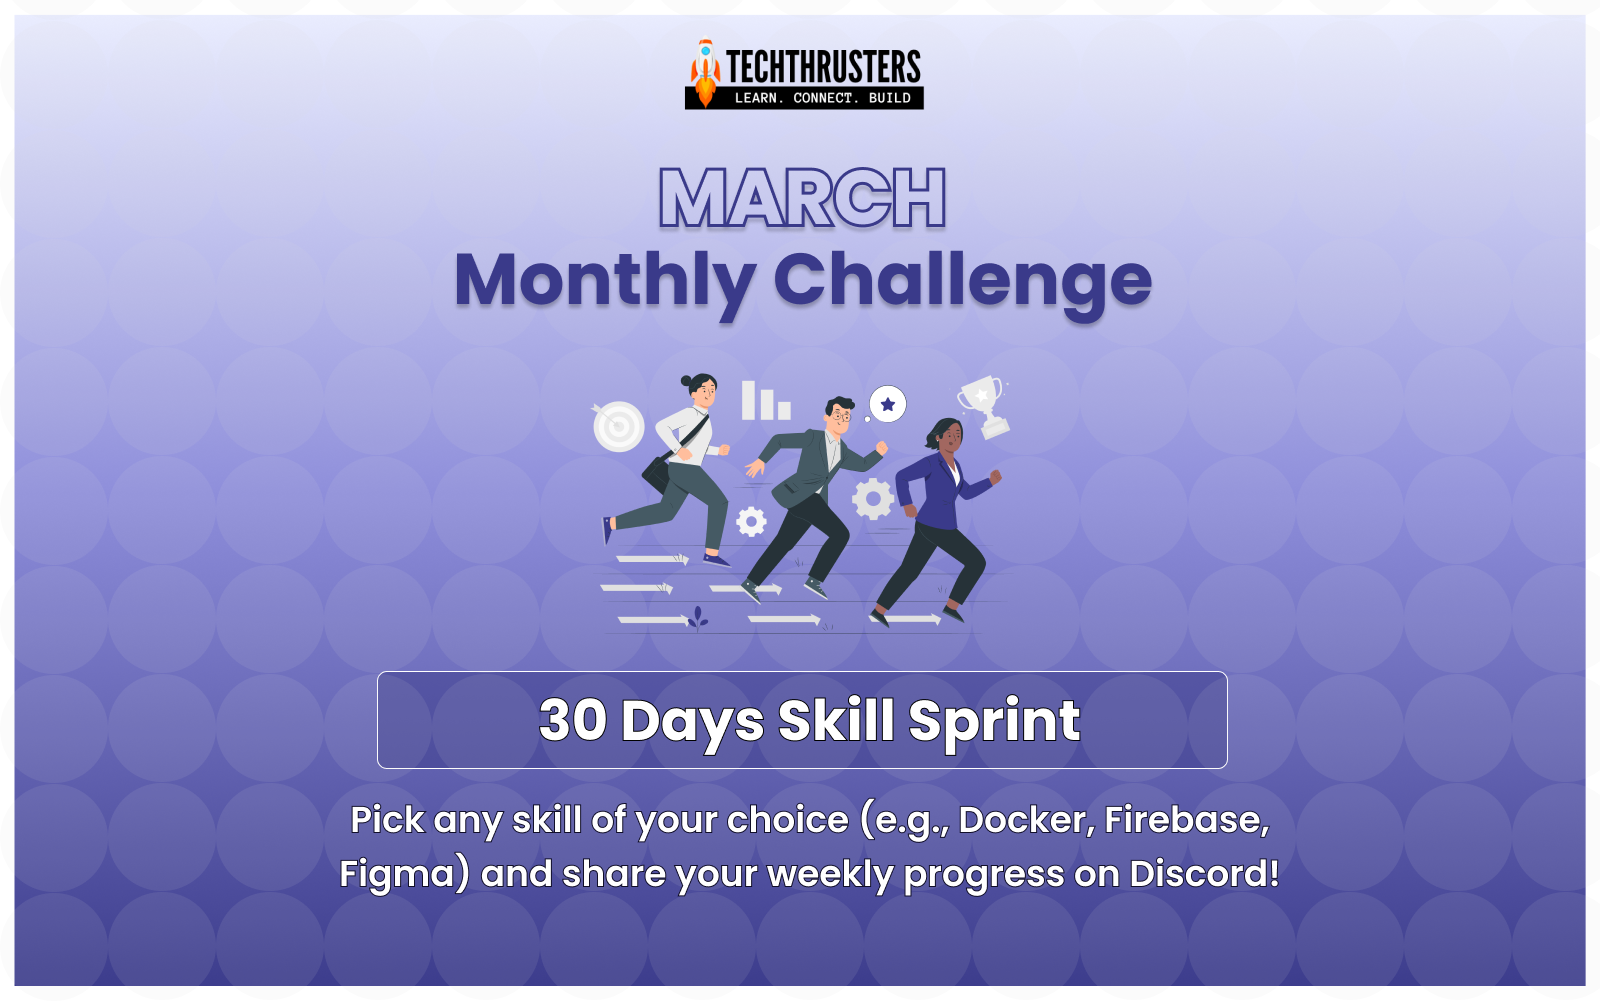 TECHTHRUSTERS
LEARN. CONNECT. BUILD
MARCH
Monthly Challenge
30 Days Skill Sprint
Pick any skill of your choice (e.g., Docker, Firebase,
Figma) and share your weekly progress on Discord!